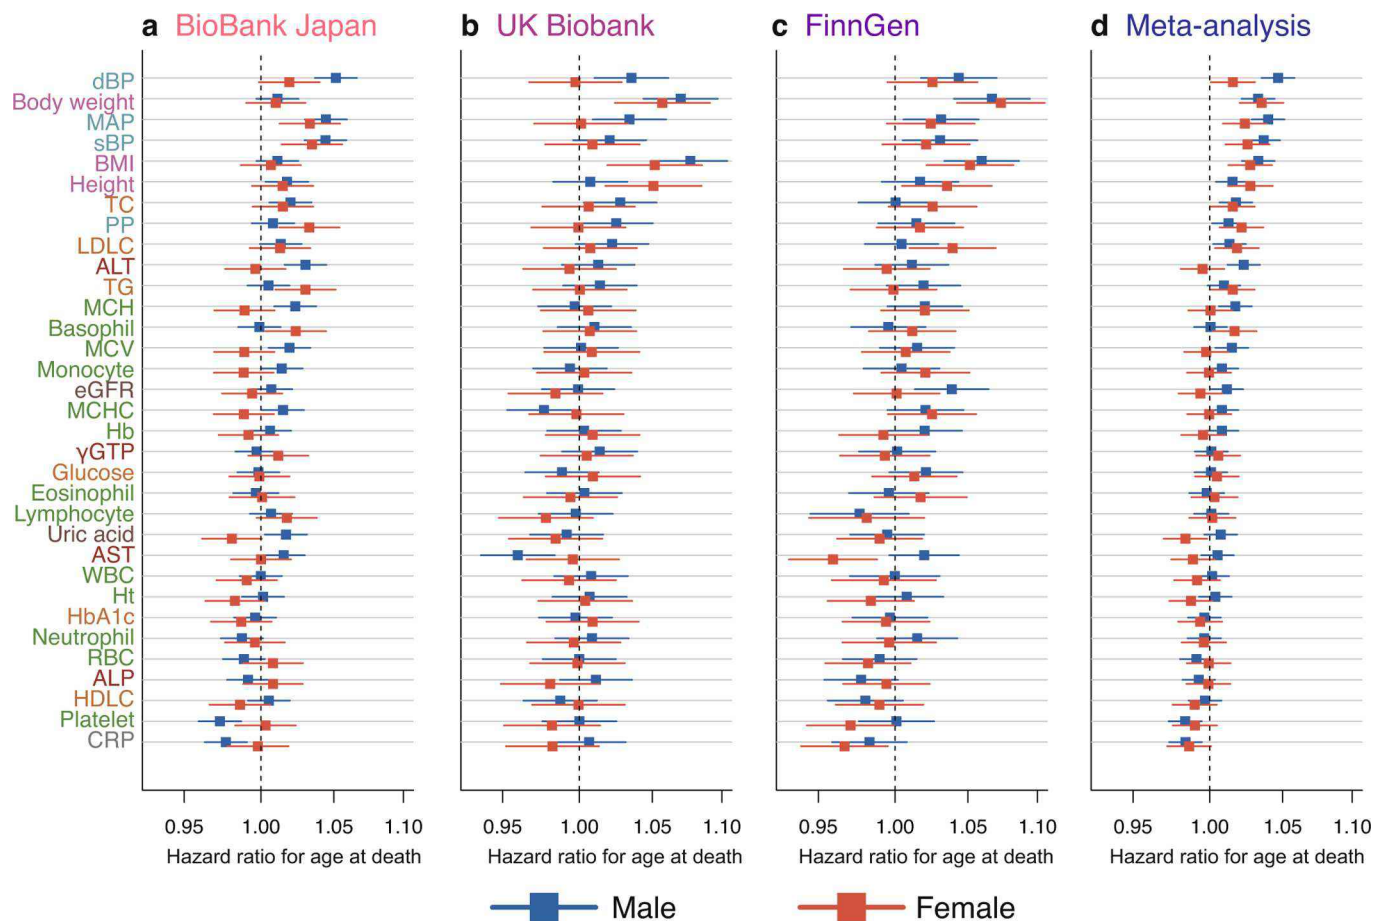 a BioBank Japan
b UK Biobank
c FinnGen
d Meta-analysis
dBP
Body weight
MAP
sBP
BMI
Height
TC
PP
LDLC
ALT
TG
MCH
Basophil
MCV
Monocyte
eGFR
MCHC
Hb
γGTP
Glucose
Eosinophil
Lymphocyte
Uric acid
AST
WBC
Ht
HbA1c
Neutrophil
RBC
ALP
HDLC
Platelet
CRP
0.95 1.00 1.05 1.10 0.95 1.00 1.05 1.10 0.95 1.00 1.05 1.10 0.95 1.00 1.05 1.10
Hazard ratio for age at death Hazard ratio for age at death Hazard ratio for age at death Hazard ratio for age at death
Male Female